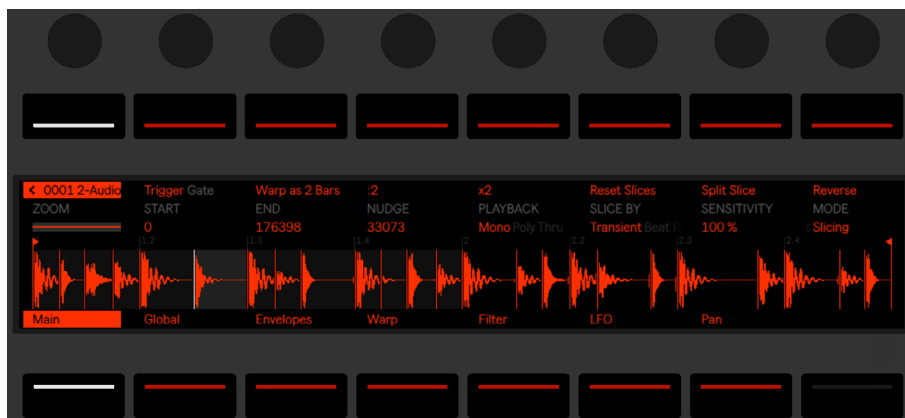 < 0001 2-Audio Trigger Gate Warp as 2 Bars :2 x2 Reset Slices Split Slice Reverse
ZOOM START END NUDGE PLAYBACK SLICE BY SENSITIVITY MODE
0 176398 33073 Mono Poly Thru Transient Beat R 100 % t Slicing
1.2 1.3 1.4 2 2.2 2.3 2.4
Main Global Envelopes Warp Filter LFO Pan